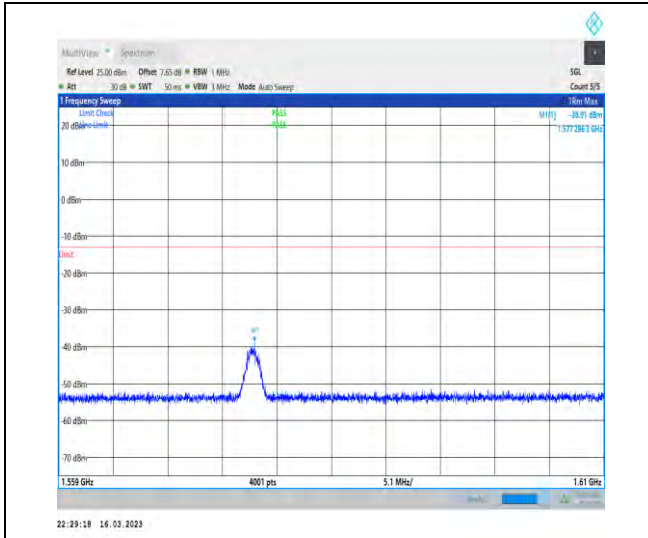 MultiView Spectrum
Ref Level 25.00 dBm Offset 7.65 dB RBW 1 MHz SGL
Att 30 dB SWT 50 ms VBW 3 MHz Mode Auto Sweep Count 5/5
1 Frequency Sweep 1Rm Max
Limit Check PASS M1[1] -38.91 dBm
20 dBm Line Limit PASS 1.577 296 3 GHz
10 dBm
0 dBm
-10 dBm
Limit
-20 dBm
-30 dBm
M1
-40 dBm
-50 dBm
-60 dBm
-70 dBm
1.559 GHz 4001 pts 5.1 MHz/ 1.61 GHz
22:29:18 16.03.2023